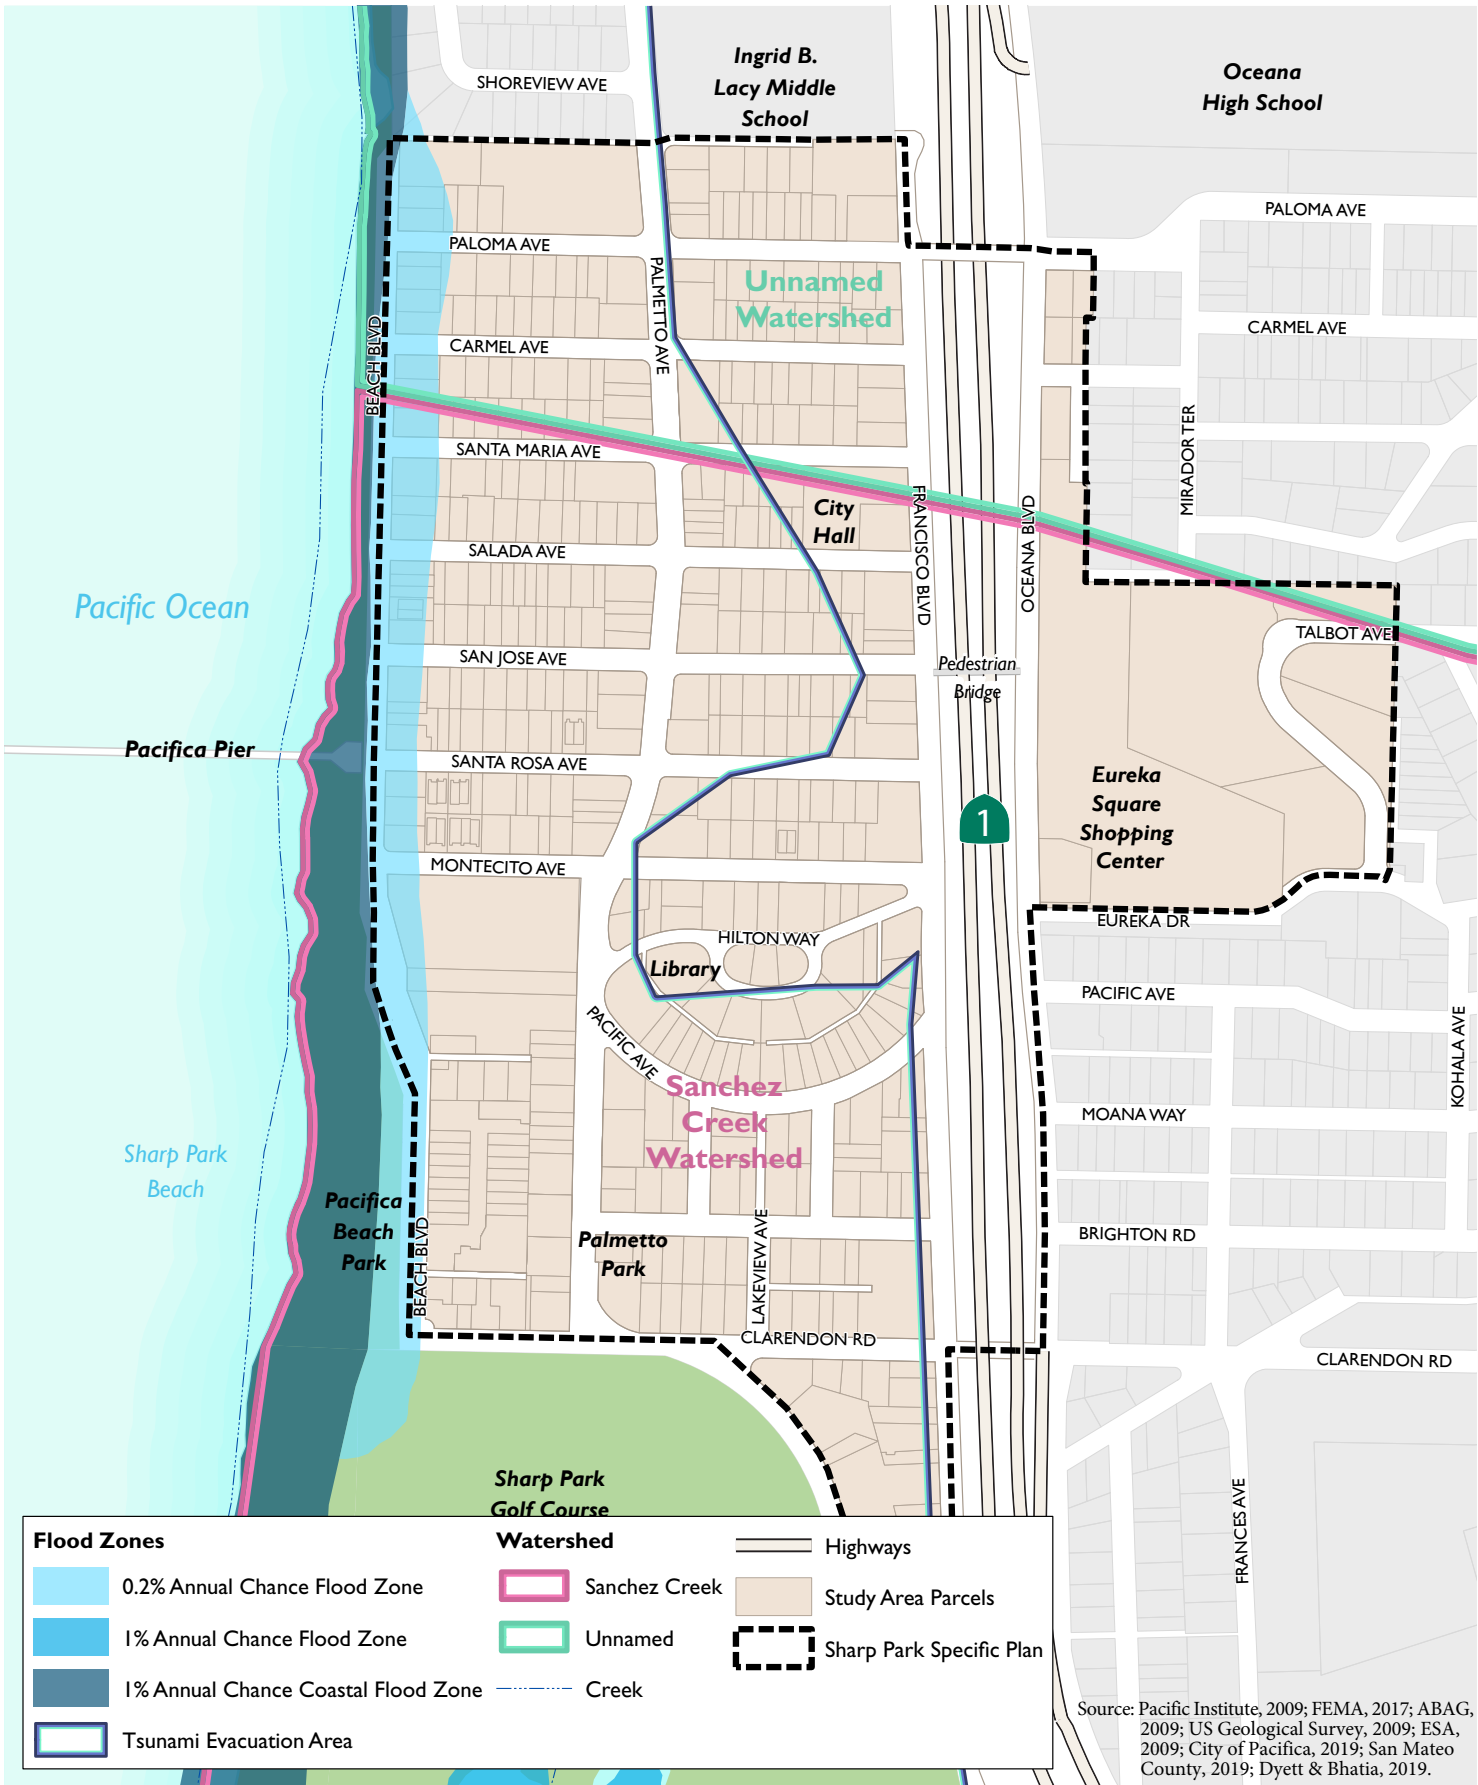 Ingrid B.
Lacy Middle
School
Oceana
High School
SHOREVIEW AVE
PALOMA AVE
PALOMA AVE
PALMETTO AVE
Unnamed
Watershed
CARMEL AVE
CARMEL AVE
BEACH BLVD
SANTA MARIA AVE
MIRADOR TER
City
Hall
FRANCISCO BLVD
OCEANA BLVD
SALADA AVE
Pacific Ocean
TALBOT AVE
SAN JOSE AVE
Pedestrian
Bridge
Pacifica Pier
SANTA ROSA AVE
Eureka
Square
Shopping
Center
1
MONTECITO AVE
EUREKA DR
HILTON WAY
Library
PACIFIC AVE
PACIFIC AVE
KOHALA AVE
Sanchez
Creek
Watershed
MOANA WAY
Sharp Park
Beach
Pacifica
Beach
Park
BEACH BLVD
Palmetto
Park
LAKEVIEW AVE
BRIGHTON RD
CLARENDON RD
CLARENDON RD
Sharp Park
Golf Course
FRANCES AVE
Flood Zones
0.2% Annual Chance Flood Zone
1% Annual Chance Flood Zone
1% Annual Chance Coastal Flood Zone
Tsunami Evacuation Area
Watershed
Sanchez Creek
Unnamed
Creek
Highways
Study Area Parcels
Sharp Park Specific Plan
Source: Pacific Institute, 2009; FEMA, 2017; ABAG,
2009; US Geological Survey, 2009; ESA,
2009; City of Pacifica, 2019; San Mateo
County, 2019; Dyett & Bhatia, 2019.